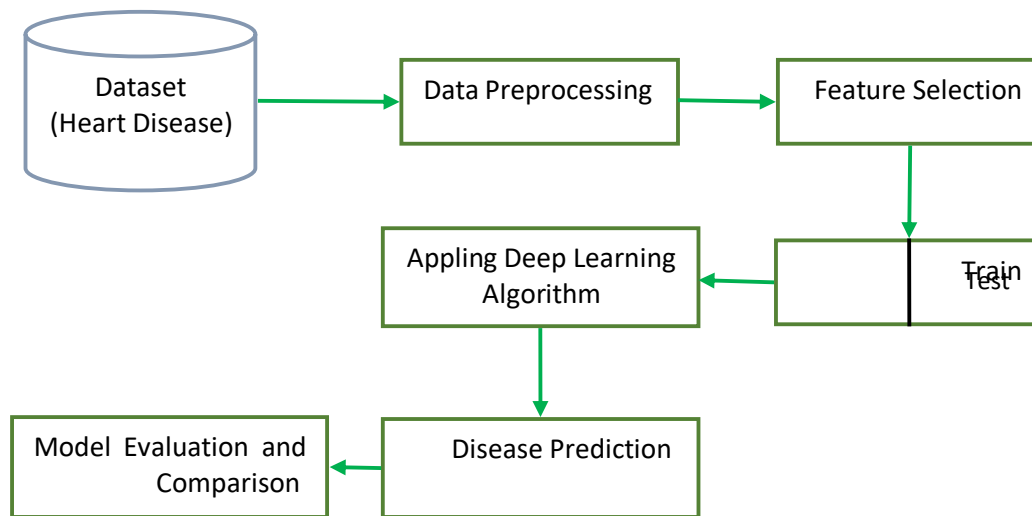 Dataset
(Heart Disease)
Data Preprocessing
Feature Selection
Train
Test
Appling Deep Learning
Algorithm
Disease Prediction
Model Evaluation and
Comparison